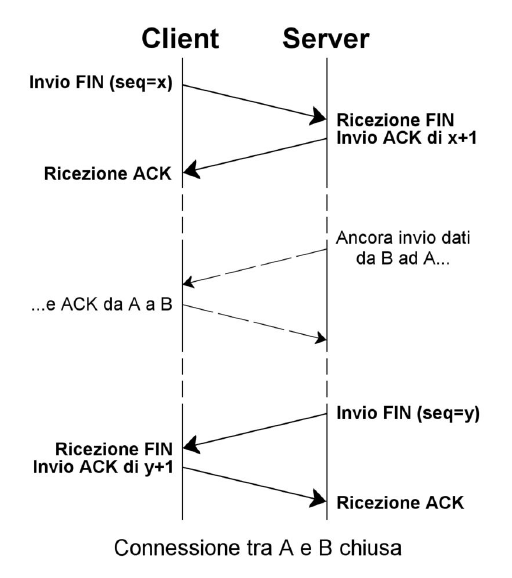 Client Server
Invio FIN (seq=x)
Ricezione FIN
Invio ACK di x+1
Ricezione ACK
Ancora invio dati
da B ad A...
...e ACK da A a B
Invio FIN (seq=y)
Ricezione FIN
Invio ACK di y+1
Ricezione ACK
Connessione tra A e B chiusa